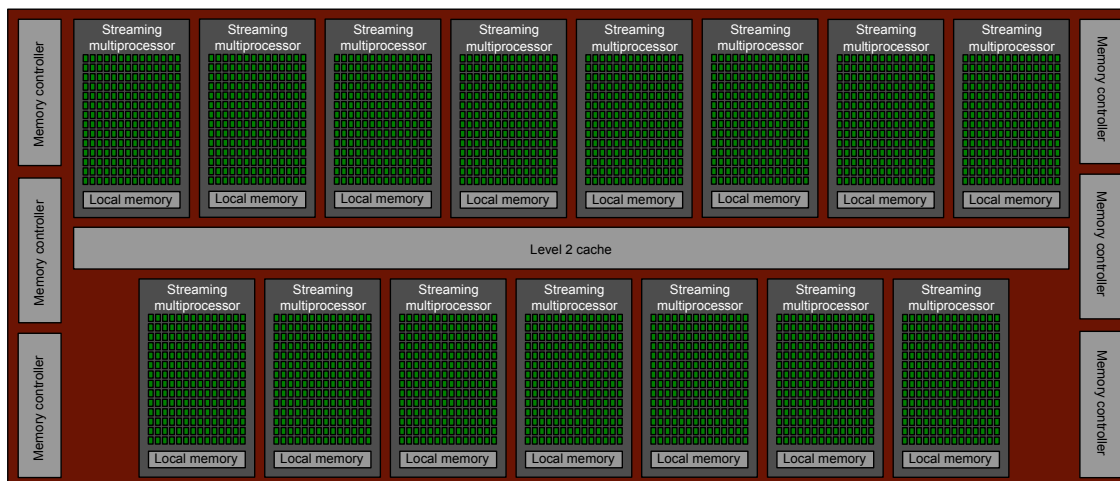 Memory controller
Streaming
multiprocessor
Local memory
Streaming
multiprocessor
Local memory
Streaming
multiprocessor
Local memory
Streaming
multiprocessor
Local memory
Streaming
multiprocessor
Local memory
Streaming
multiprocessor
Local memory
Streaming
multiprocessor
Local memory
Streaming
multiprocessor
Local memory
Memory controller
Memory controller
Level 2 cache
Memory controller
Memory controller
Streaming
multiprocessor
Local memory
Streaming
multiprocessor
Local memory
Streaming
multiprocessor
Local memory
Streaming
multiprocessor
Local memory
Streaming
multiprocessor
Local memory
Streaming
multiprocessor
Local memory
Streaming
multiprocessor
Local memory
Memory controller